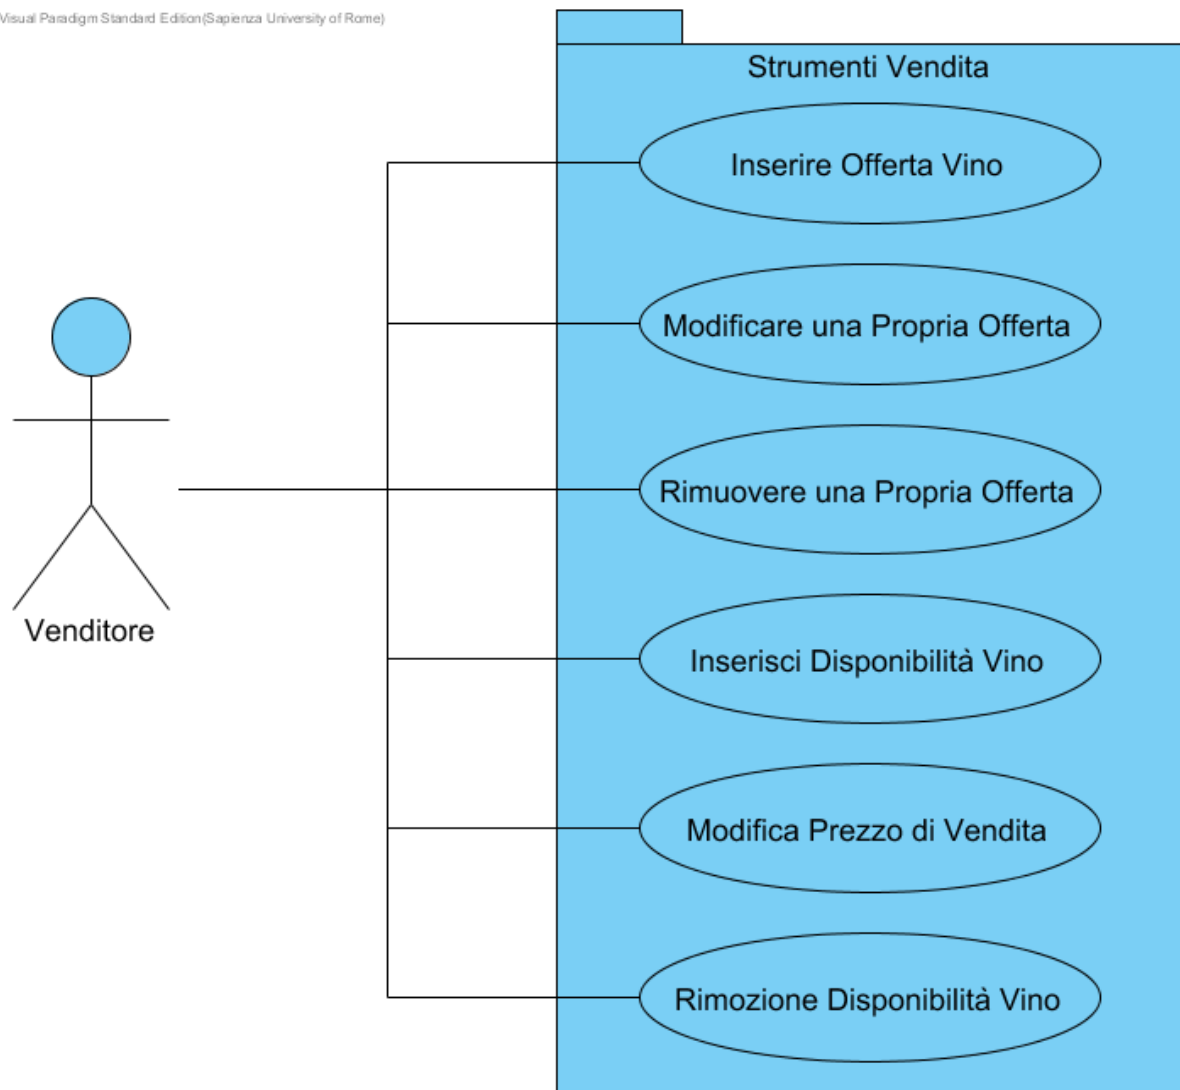 Visual Paradigm Standard Edition(Sapienza University of Rome)
Strumenti Vendita
Inserire Offerta Vino
Modificare una Propria Offerta
Rimuovere una Propria Offerta
Venditore
Inserisci Disponibilità Vino
Modifica Prezzo di Vendita
Rimozione Disponibilità Vino